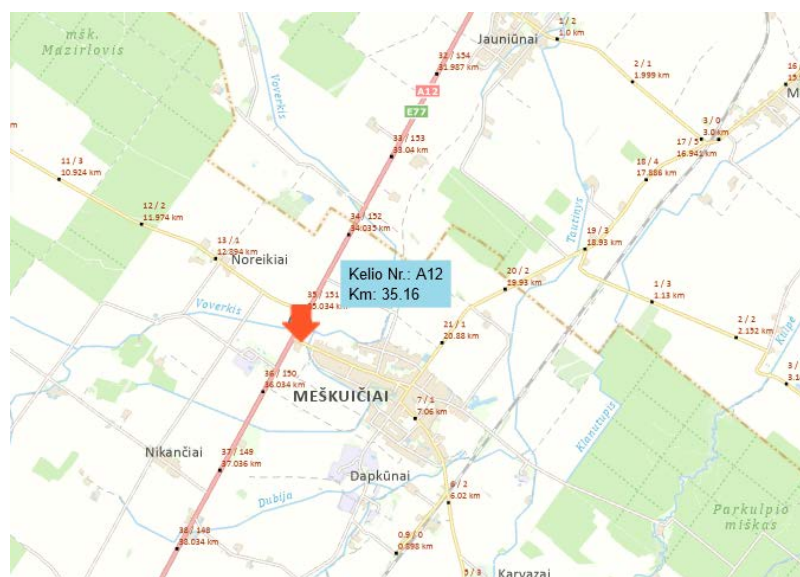 mšk.
Mazirlovis
Jauniūnai
1 / 2
1.0 km
Voverkis
32 / 154
31.987 km
2 / 1
1.999 km
A12
E77
3 / 0
3.0 km
33 / 153
33.04 km
17 / 5
16.941 km
11 / 3
10.924 km
18 / 4
17.886 km
12 / 2
11.974 km
34 / 152
34.035 km
Tautinys
19 / 3
18.93 km
13 / 1
12.894 km
Noreikiai
Kelio Nr.: A12
Km: 35.16
20 / 2
19.93 km
35 / 151
1 / 3
1.13 km
Voverkis
21 / 1
20.88 km
2 / 2
2.152 km
Kulpė
36 / 150
36.034 km
MEŠKUIČIAI
7 / 1
7.06 km
Klanutupis
37 / 149
37.036 km
Nikančiai
Dapkūnai
6 / 2
6.02 km
Dubija
Parkulpio
miškas
38 / 148
38.034 km
0.9 / 0
0.898 km
5 / 3
Karvazai